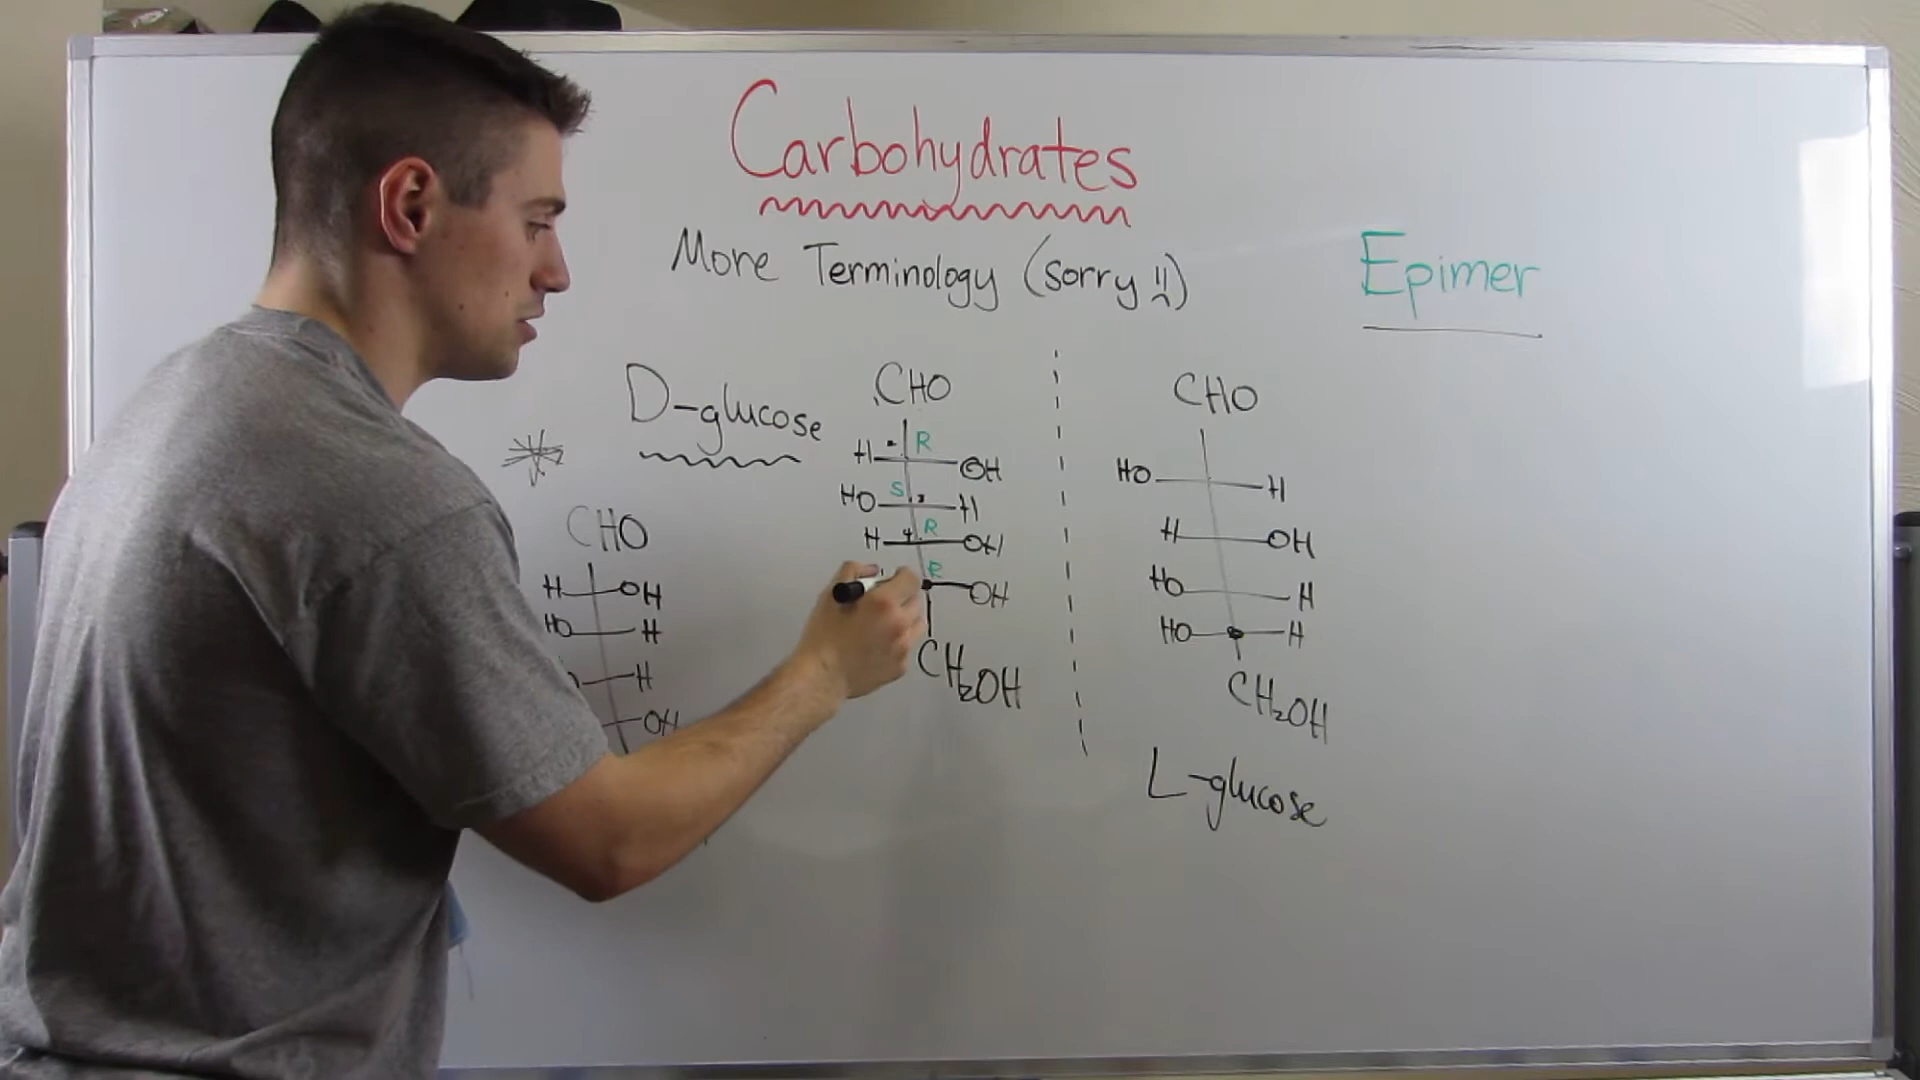 Carbohydrates
More Terminology (sorry !!)
Epimer
D-glucose
CHO
H R OH
HO S H
H R OH
R OH
CH₂OH
CHO
HO H
H OH
HO H
HO H
CH₂OH
L-glucose
CHO
H OH
HO H
H
OH